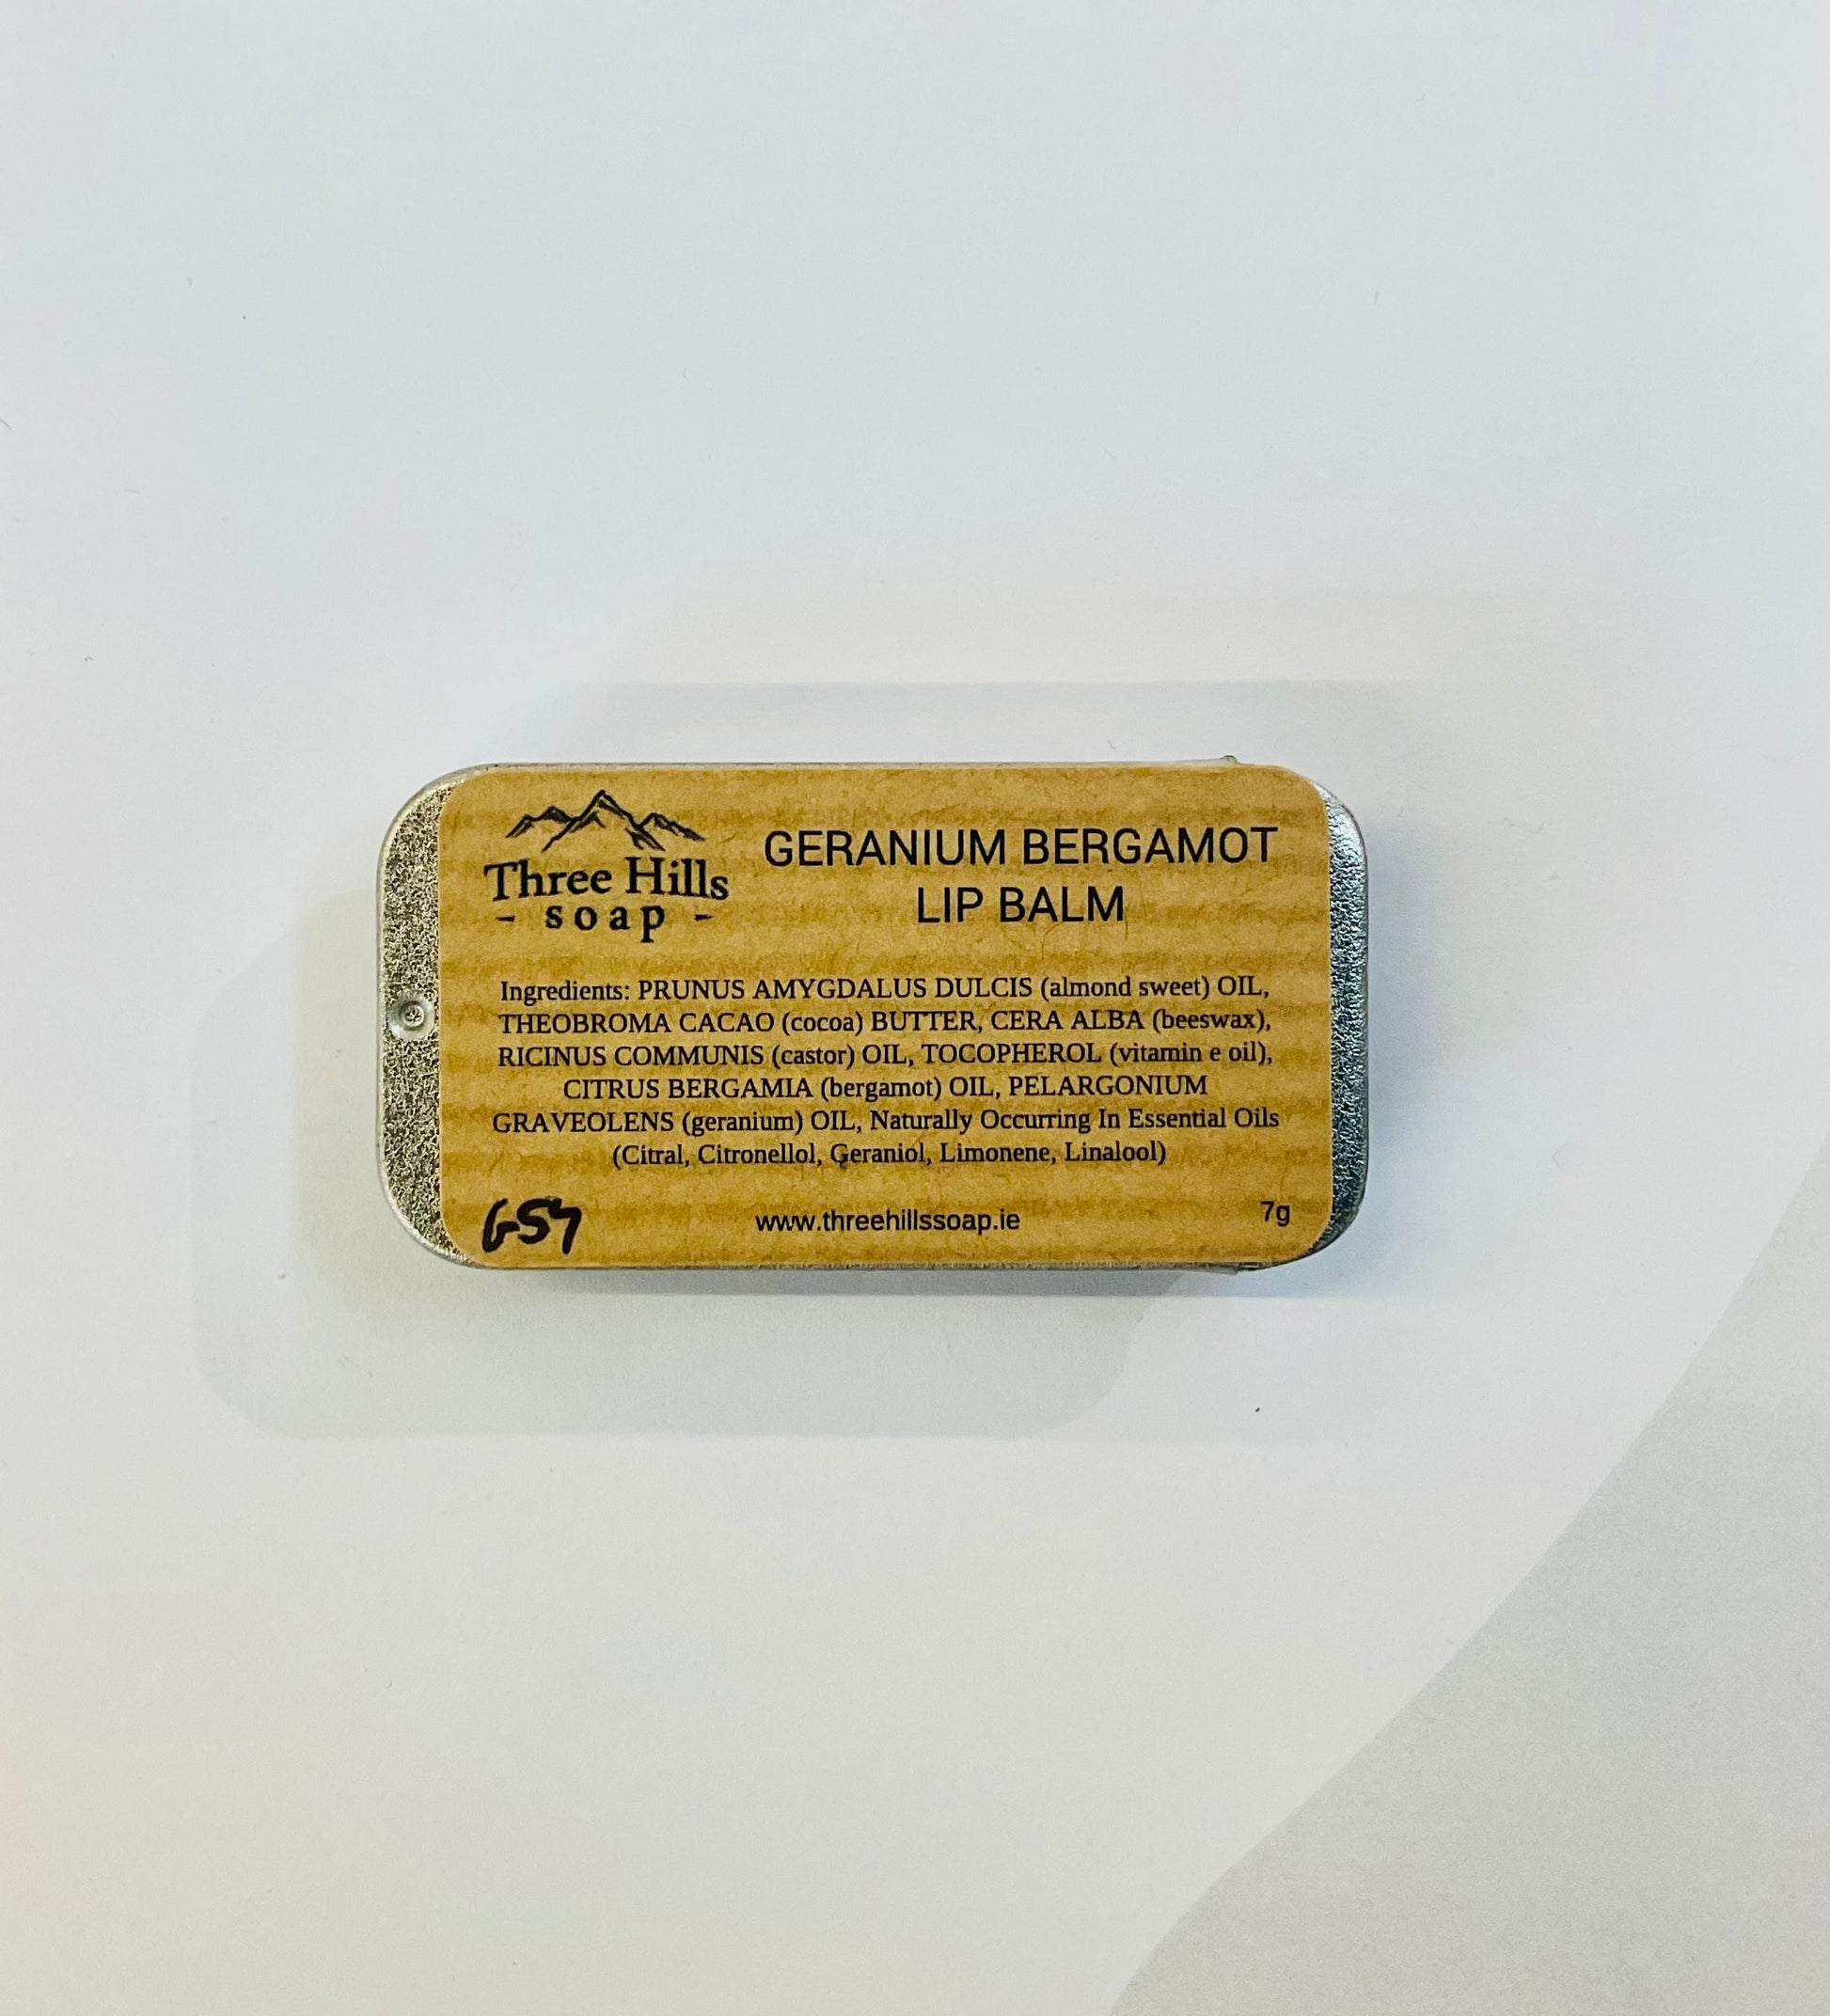 Three Hills
- soap -
GERANIUM BERGAMOT
LIP BALM
Ingredients: PRUNUS AMYGDALUS DULCIS (almond sweet) OIL,
THEOBROMA CACAO (cocoa) BUTTER, CERA ALBA (beeswax),
RICINUS COMMUNIS (castor) OIL, TOCOPHEROL (vitamin e oil),
CITRUS BERGAMIA (bergamot) OIL, PELARGONIUM
GRAVEOLENS (geranium) OIL, Naturally Occurring In Essential Oils
(Citral, Citronellol, Geraniol, Limonene, Linalool)
www.threehillssoap.ie
7g